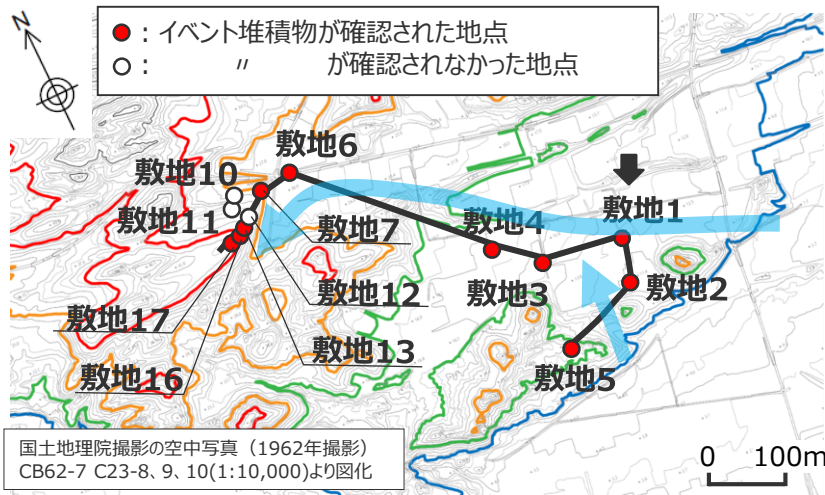 N
● : イベント堆積物が確認された地点
○ : 〃 が確認されなかった地点
敷地6
敷地10
敷地11
敷地4
敷地1
敷地7
敷地3
敷地2
敷地12
敷地17
敷地13
敷地16
敷地5
国土地理院撮影の空中写真（1962年撮影）
CB62-7 C23-8、9、10(1:10,000)より図化
0 100m